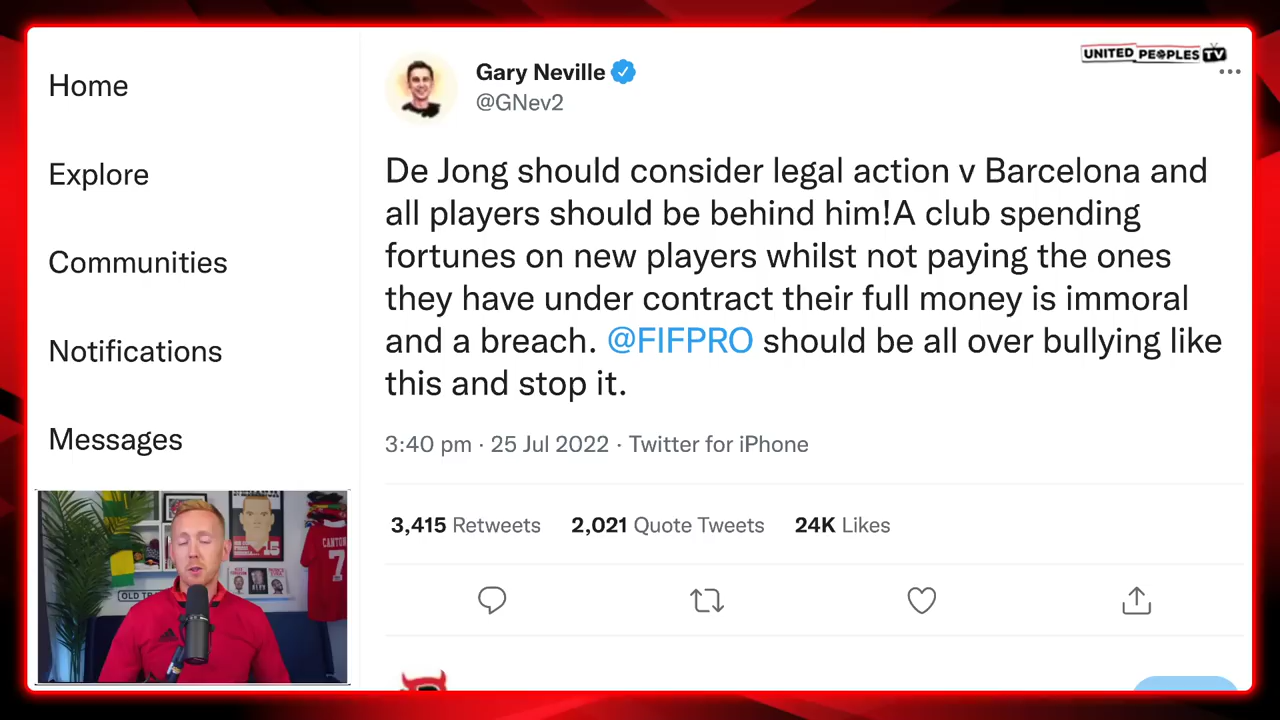 Home
Explore
Communities
Notifications
Messages
UNITED PEOPLES TV
Gary Neville
@GNev2
De Jong should consider legal action v Barcelona and
all players should be behind him!A club spending
fortunes on new players whilst not paying the ones
they have under contract their full money is immoral
and a breach. @FIFPRO should be all over bullying like
this and stop it.
3:40 pm · 25 Jul 2022 · Twitter for iPhone
3,415 Retweets 2,021 Quote Tweets 24K Likes
OLD TR
CANTON
7